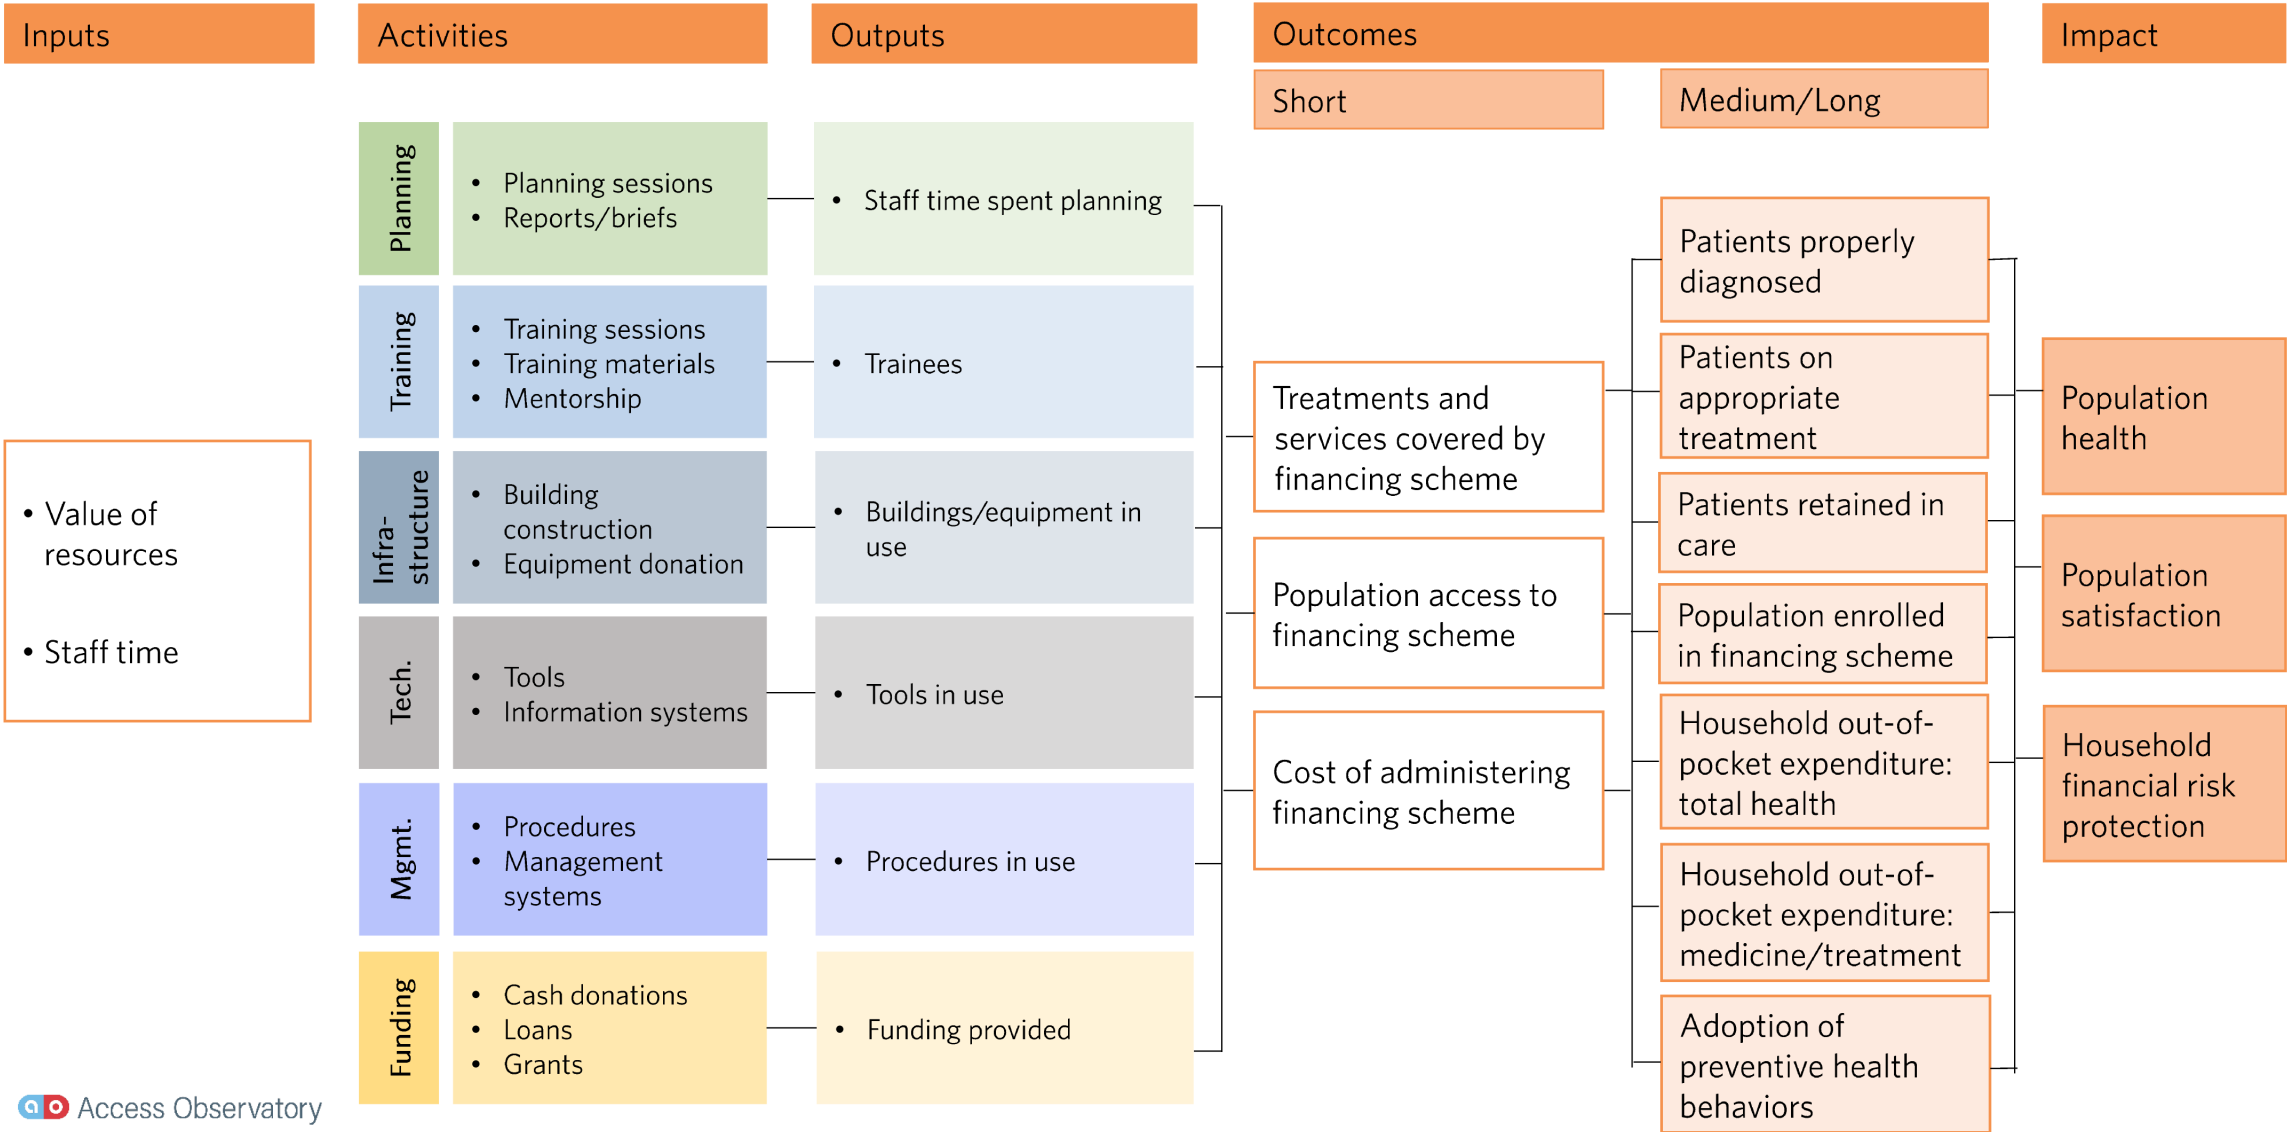 Inputs
Activities
Outputs
Outcomes
Impact
Short
Medium/Long
• Value of
resources
• Staff time
Planning
• Planning sessions
• Reports/briefs
• Staff time spent planning
Training
• Training sessions
• Training materials
• Mentorship
• Trainees
Infra-
structure
• Building
construction
• Equipment donation
• Buildings/equipment in
use
Tech.
• Tools
• Information systems
• Tools in use
Mgmt.
• Procedures
• Management
systems
• Procedures in use
Funding
• Cash donations
• Loans
• Grants
• Funding provided
Treatments and
services covered by
financing scheme
Population access to
financing scheme
Cost of administering
financing scheme
Patients properly
diagnosed
Patients on
appropriate
treatment
Patients retained in
care
Population enrolled
in financing scheme
Household out-of-
pocket expenditure:
total health
Household out-of-
pocket expenditure:
medicine/treatment
Adoption of
preventive health
behaviors
Population
health
Population
satisfaction
Household
financial risk
protection
ao Access Observatory